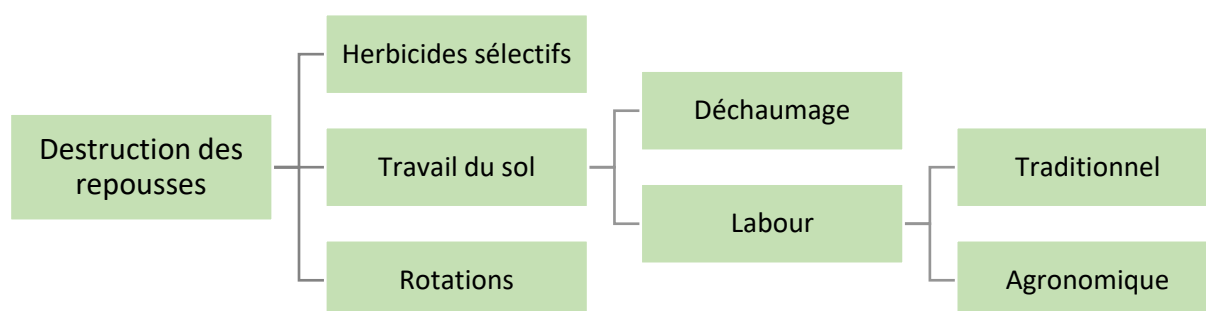 Destruction des
repousses
Herbicides sélectifs
Travail du sol
Rotations
Déchaumage
Labour
Traditionnel
Agronomique